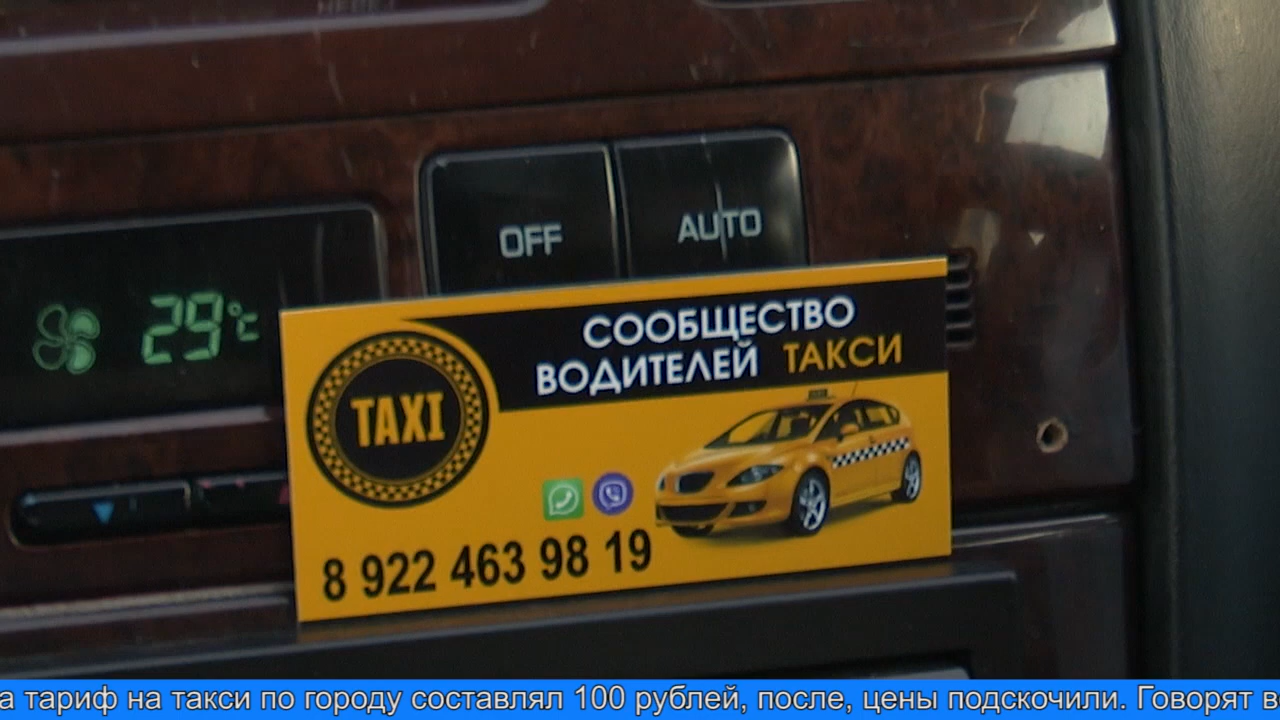 OFF
AUTO
29°C
СООБЩЕСТВО
ВОДИТЕЛЕЙ ТАКСИ
TAXI
8 922 463 98 19
а тариф на такси по городу составлял 100 рублей, после, цены подскочили. Говорят в